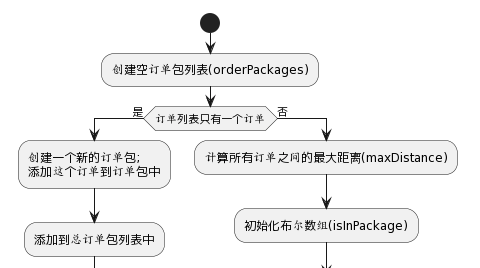 创建空订单包列表(orderPackages)
是
订单列表只有一个订单
否
创建一个新的订单包;
添加这个订单到订单包中
计算所有订单之间的最大距离(maxDistance)
添加到总订单包列表中
初始化布尔数组(isInPackage)